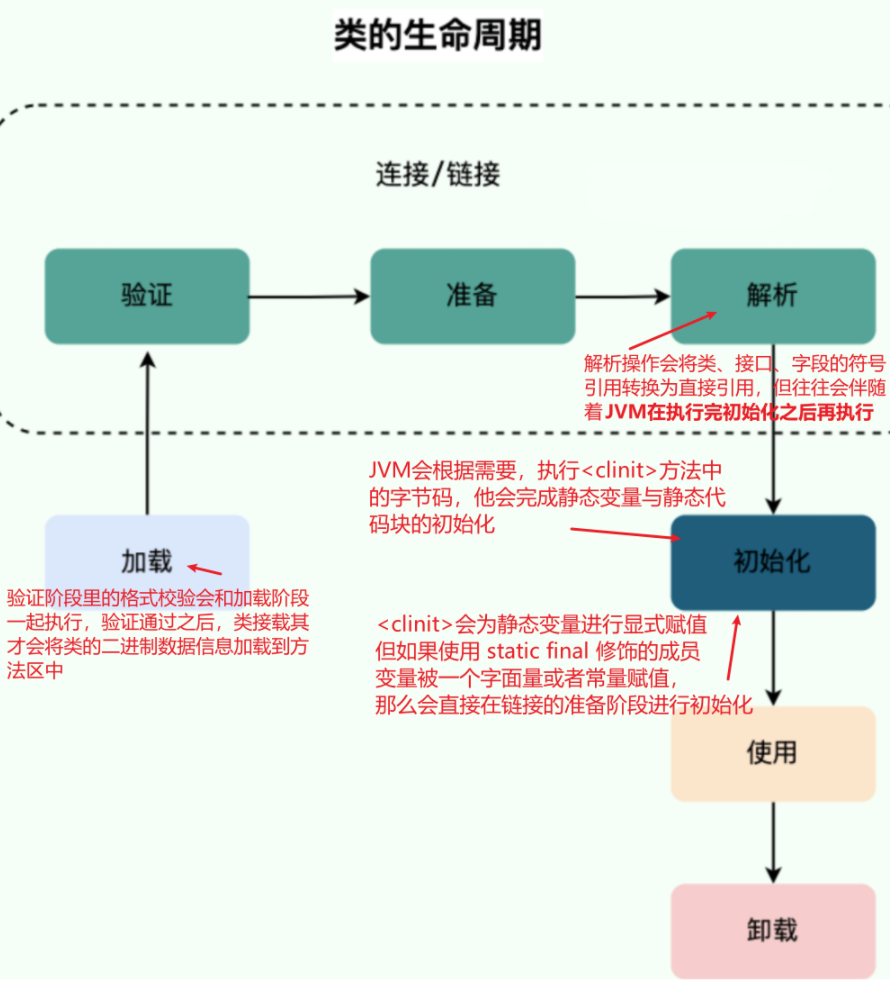 类的生命周期
连接/链接
验证
准备
解析
解析操作会将类、接口、字段的符号
引用转换为直接引用，但往往会伴随
着JVM在执行完初始化之后再执行
JVM会根据需要，执行<clinit>方法中
的字节码，他会完成静态变量与静态代
码块的初始化
加载
初始化
验证阶段里的格式校验会和加载阶段
一起执行，验证通过之后，类接载其
才会将类的二进制数据信息加载到方
法区中
<clinit>会为静态变量进行显式赋值
但如果使用 static final 修饰的成员
变量被一个字面量或者常量赋值，
那么会直接在链接的准备阶段进行初始化
使用
卸载